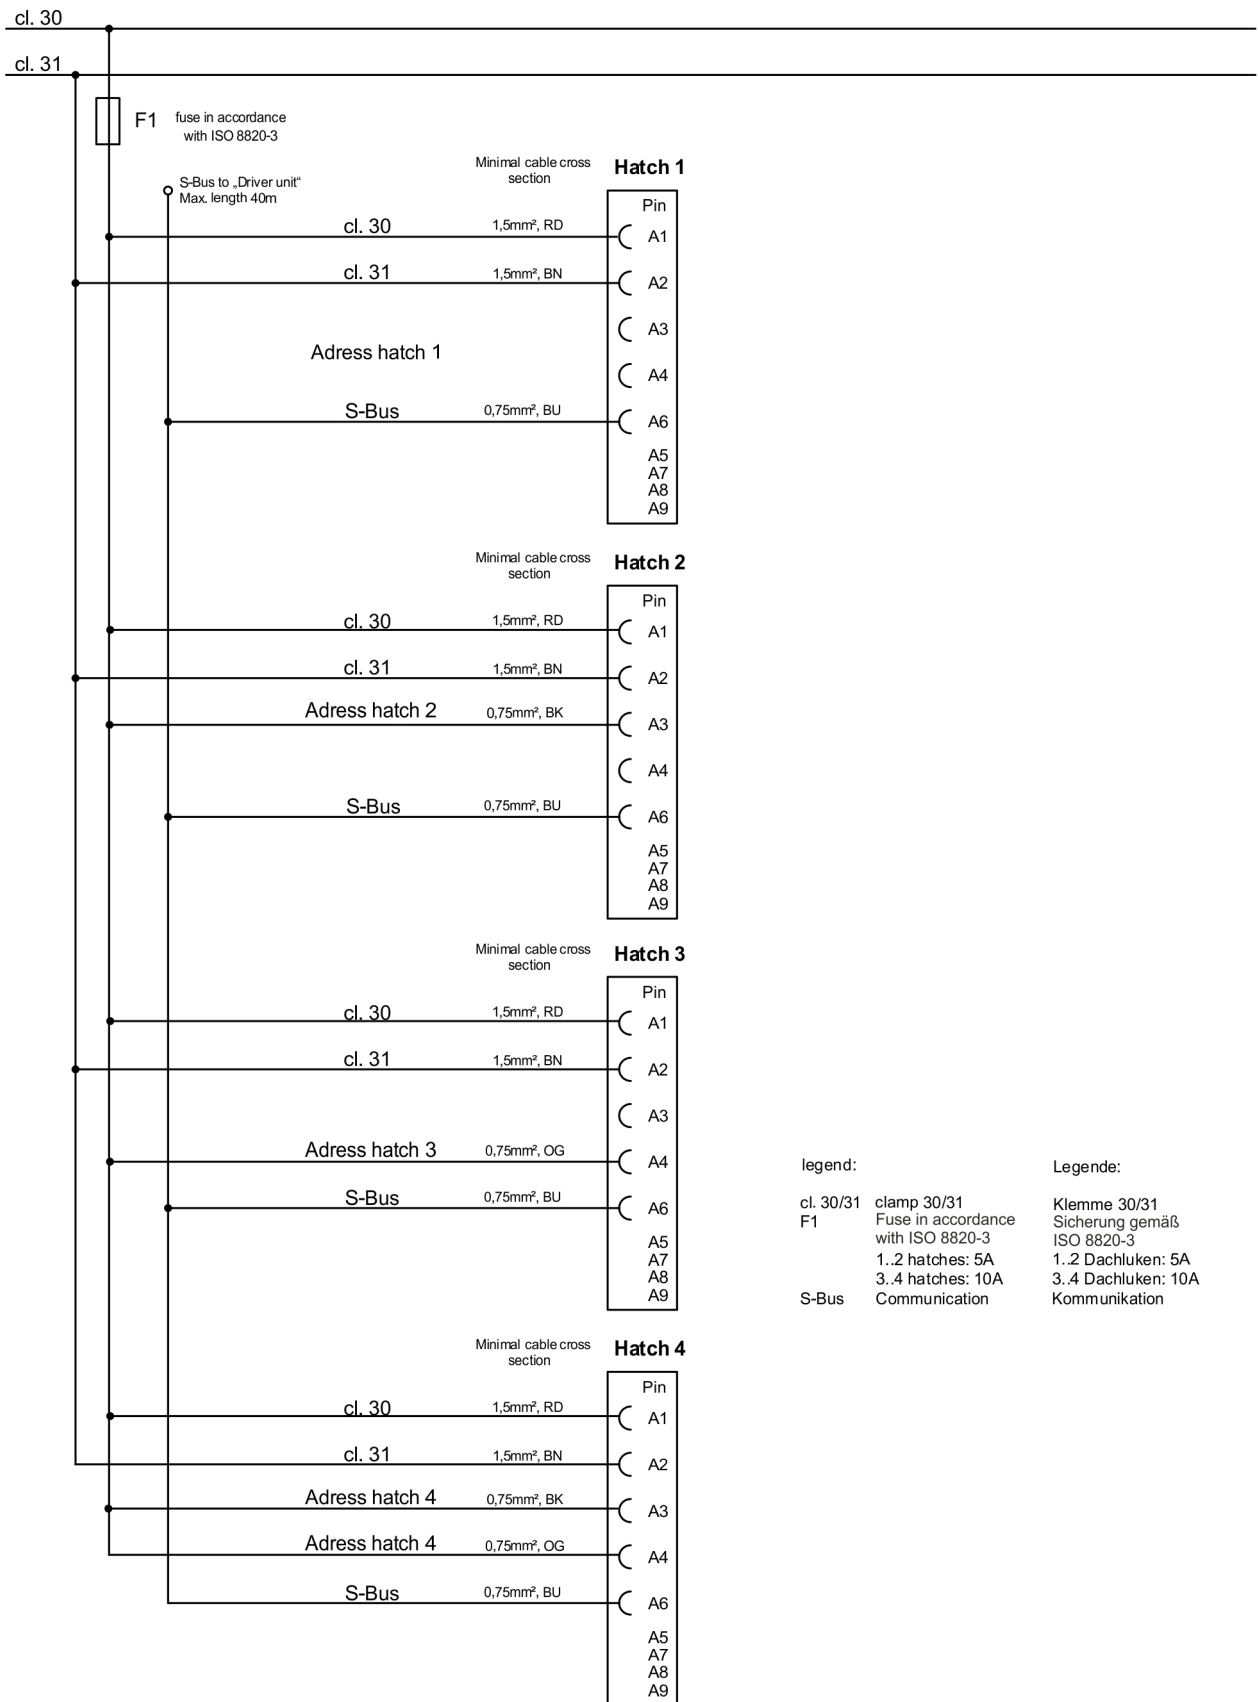 cl. 30
cl. 31
F1
fuse in accordance
with ISO 8820-3
S-Bus to „Driver unit“
Max. length 40m
Minimal cable cross
section
Hatch 1
Pin
cl. 30
1,5mm², RD
A1
cl. 31
1,5mm², BN
A2
A3
Adress hatch 1
A4
S-Bus
0,75mm², BU
A6
A5
A7
A8
A9
Minimal cable cross
section
Hatch 2
Pin
cl. 30
1,5mm², RD
A1
cl. 31
1,5mm², BN
A2
Adress hatch 2
0,75mm², BK
A3
A4
S-Bus
0,75mm², BU
A6
A5
A7
A8
A9
Minimal cable cross
section
Hatch 3
Pin
cl. 30
1,5mm², RD
A1
cl. 31
1,5mm², BN
A2
A3
Adress hatch 3
0,75mm², OG
A4
S-Bus
0,75mm², BU
A6
A5
A7
A8
A9
Minimal cable cross
section
Hatch 4
Pin
cl. 30
1,5mm², RD
A1
cl. 31
1,5mm², BN
A2
Adress hatch 4
0,75mm², BK
A3
Adress hatch 4
0,75mm², OG
A4
S-Bus
0,75mm², BU
A6
A5
A7
A8
A9
legend:
cl. 30/31 clamp 30/31
F1 Fuse in accordance
with ISO 8820-3
1..2 hatches: 5A
3..4 hatches: 10A
S-Bus Communication
Legende:
Klemme 30/31
Sicherung gemäß
ISO 8820-3
1..2 Dachluken: 5A
3..4 Dachluken: 10A
Kommunikation